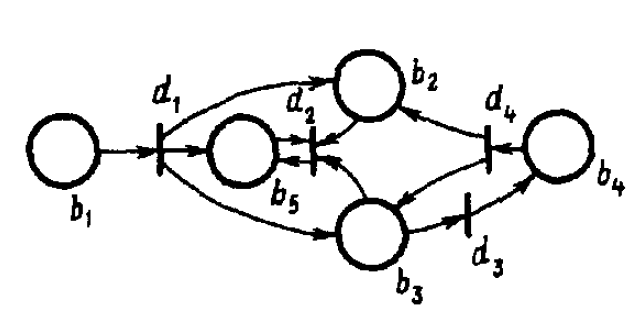 d₁
d₂
b₂
d₄
b₁
b₅
b₄
d₃
b₃